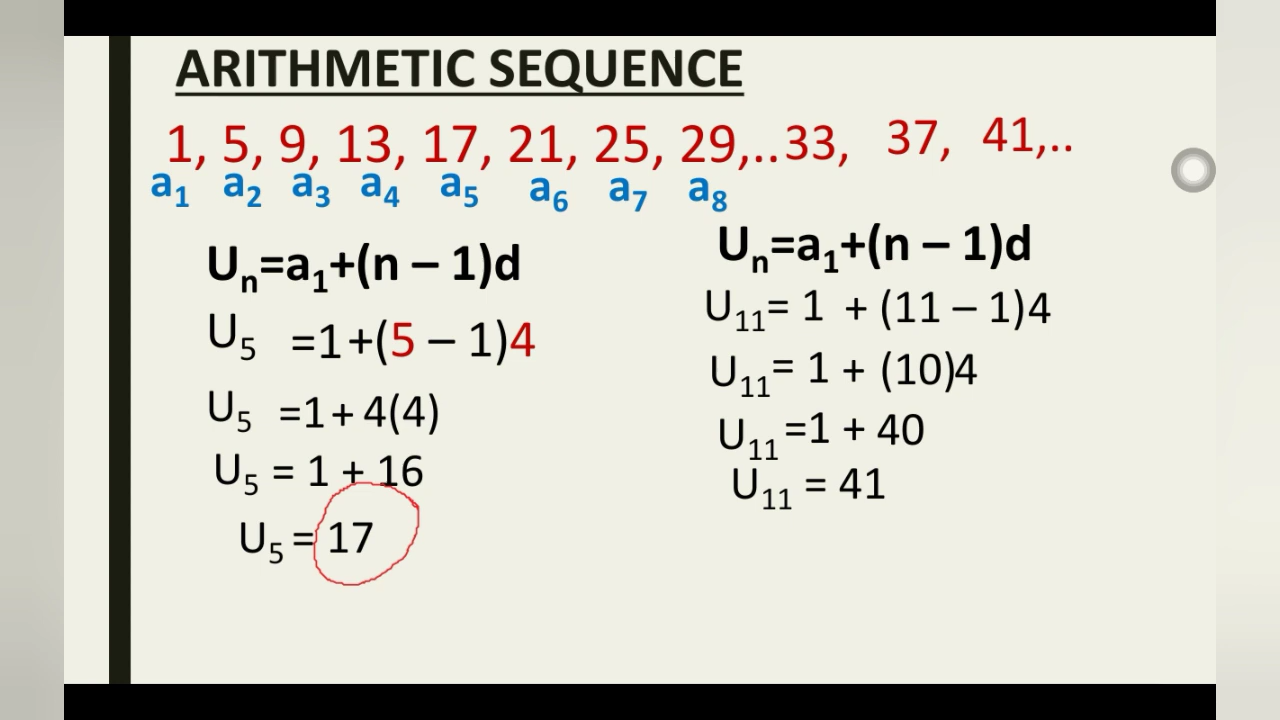 ARITHMETIC SEQUENCE
1, 5, 9, 13, 17, 21, 25, 29,..33, 37, 41,..
a1 a2 a3 a4 a5 a6 a7 a8
Un=a1+(n – 1)d
U5 =1+(5 – 1)4
U5 =1+ 4(4)
U5 = 1 + 16
U5 = 17
Un=a1+(n – 1)d
U11= 1 + (11 – 1)4
U11= 1 + (10)4
U11=1 + 40
U11 = 41